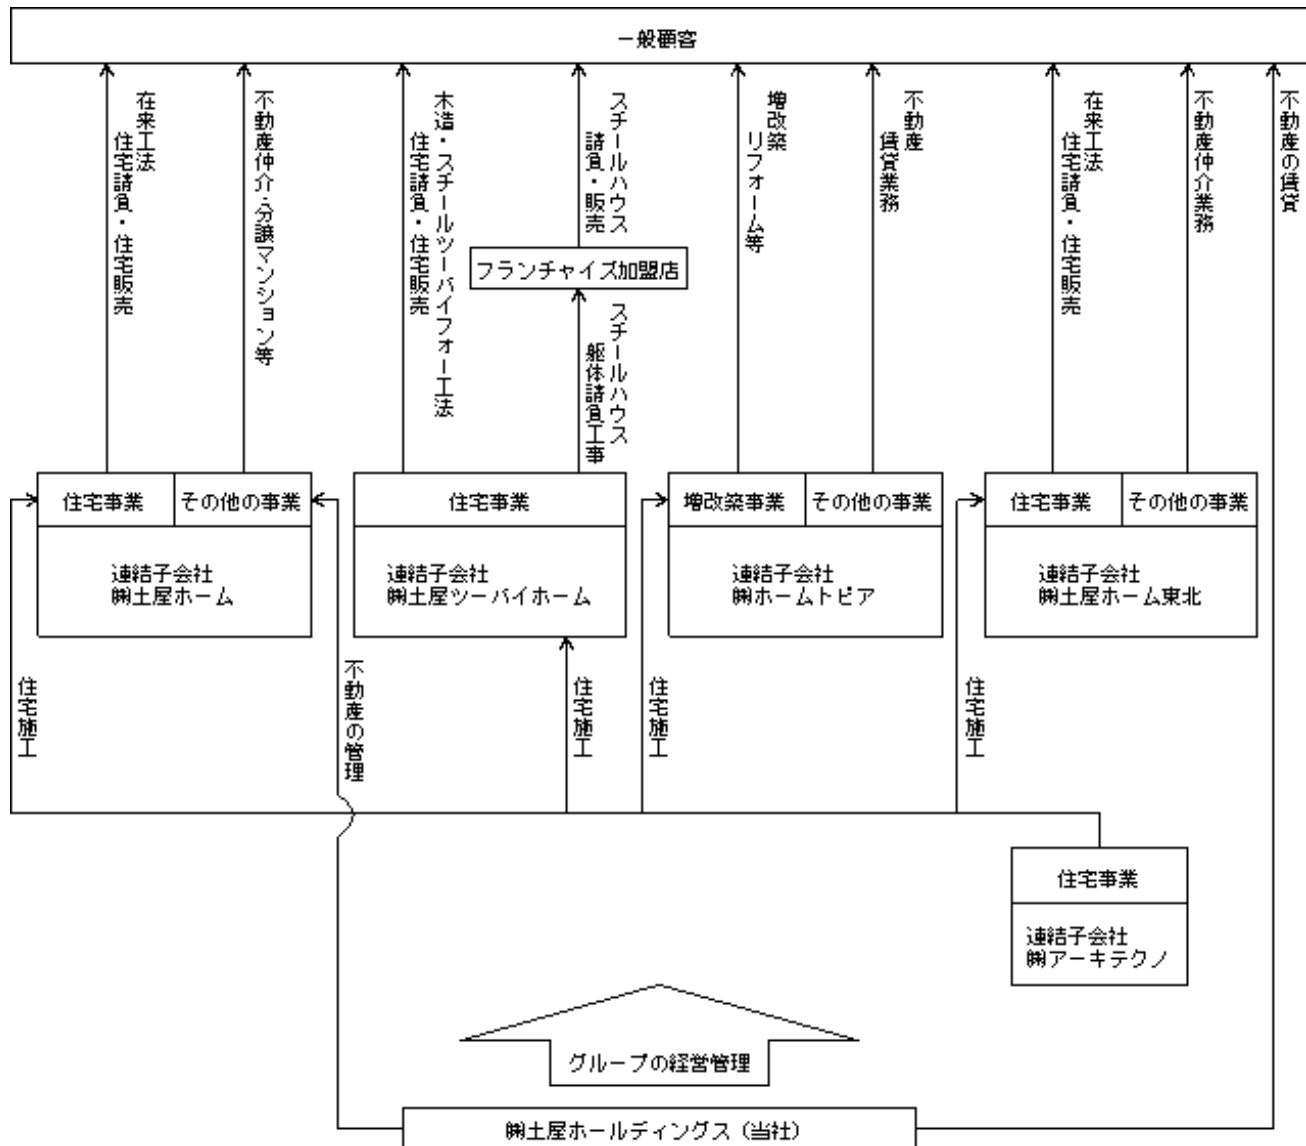 一般顧客
在来工法
住宅請負・住宅販売
不動産仲介・分譲マンション等
木造・スチールツーバイフォー工法
住宅請負・住宅販売
スチールハウス
請負・販売
増改築
リフォーム等
不動産
賃貸業務
在来工法
住宅請負・住宅販売
不動産仲介業務
不動産の賃貸
フランチャイズ加盟店
スチールハウス
躯体請負工事
住宅事業
その他の事業
連結子会社
㈱土屋ホーム
住宅事業
連結子会社
㈱土屋ツーバイホーム
増改築事業
その他の事業
連結子会社
㈱ホームトピア
住宅事業
その他の事業
連結子会社
㈱土屋ホーム東北
住宅施工
不動産の管理
住宅施工
住宅施工
住宅施工
住宅事業
連結子会社
㈱アーキテクノ
グループの経営管理
㈱土屋ホールディングス（当社）